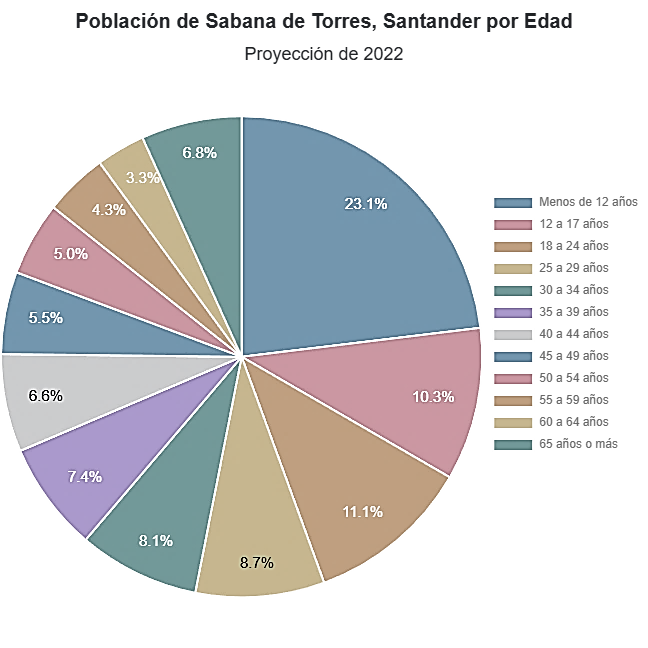 Población de Sabana de Torres, Santander por Edad
Proyección de 2022
6.8%
3.3%
23.1%
4.3%
5.0%
5.5%
6.6%
10.3%
7.4%
11.1%
8.1%
8.7%
Menos de 12 años
12 a 17 años
18 a 24 años
25 a 29 años
30 a 34 años
35 a 39 años
40 a 44 años
45 a 49 años
50 a 54 años
55 a 59 años
60 a 64 años
65 años o más